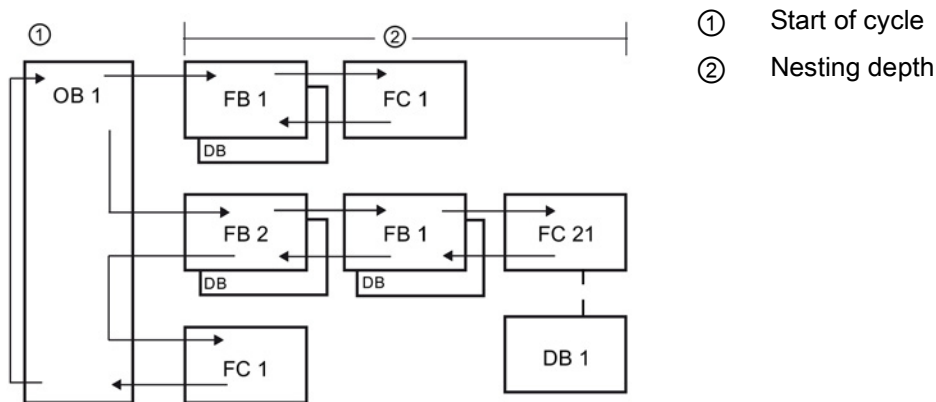 ①
②
① Start of cycle
② Nesting depth
OB 1
FB 1
FC 1
DB
FB 2
FB 1
FC 21
DB
DB
FC 1
DB 1